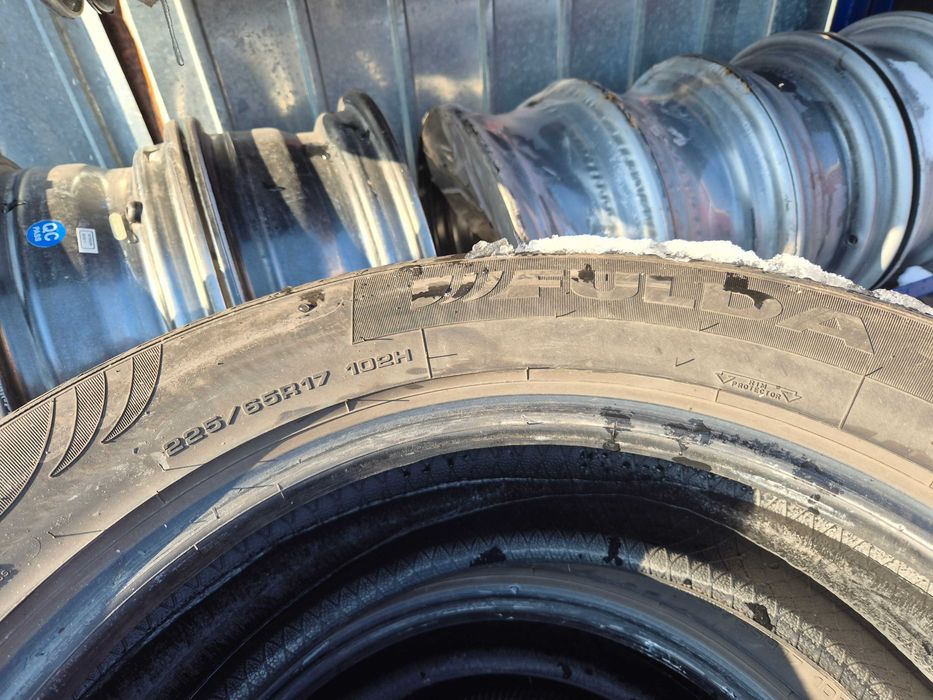 QC
PASS
FULDA
225/65R17 102H
RIM
PROTECTOR